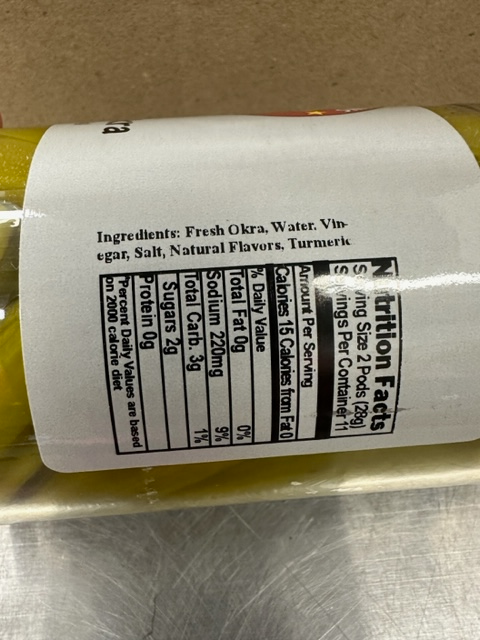 ra
Ingredients: Fresh Okra, Water, Vin-
egar, Salt, Natural Flavors, Turmeric
Nutrition Facts
Serving Size 2 Pods (28g)
Servings Per Container 11
Amount Per Serving
Calories 15 Calories from Fat 0
% Daily Value
Total Fat 0g 0%
Sodium 220mg 9%
Total Carb. 3g 1%
Sugars 2g
Protein 0g
*Percent Daily Values are based
on 2000 calorie diet